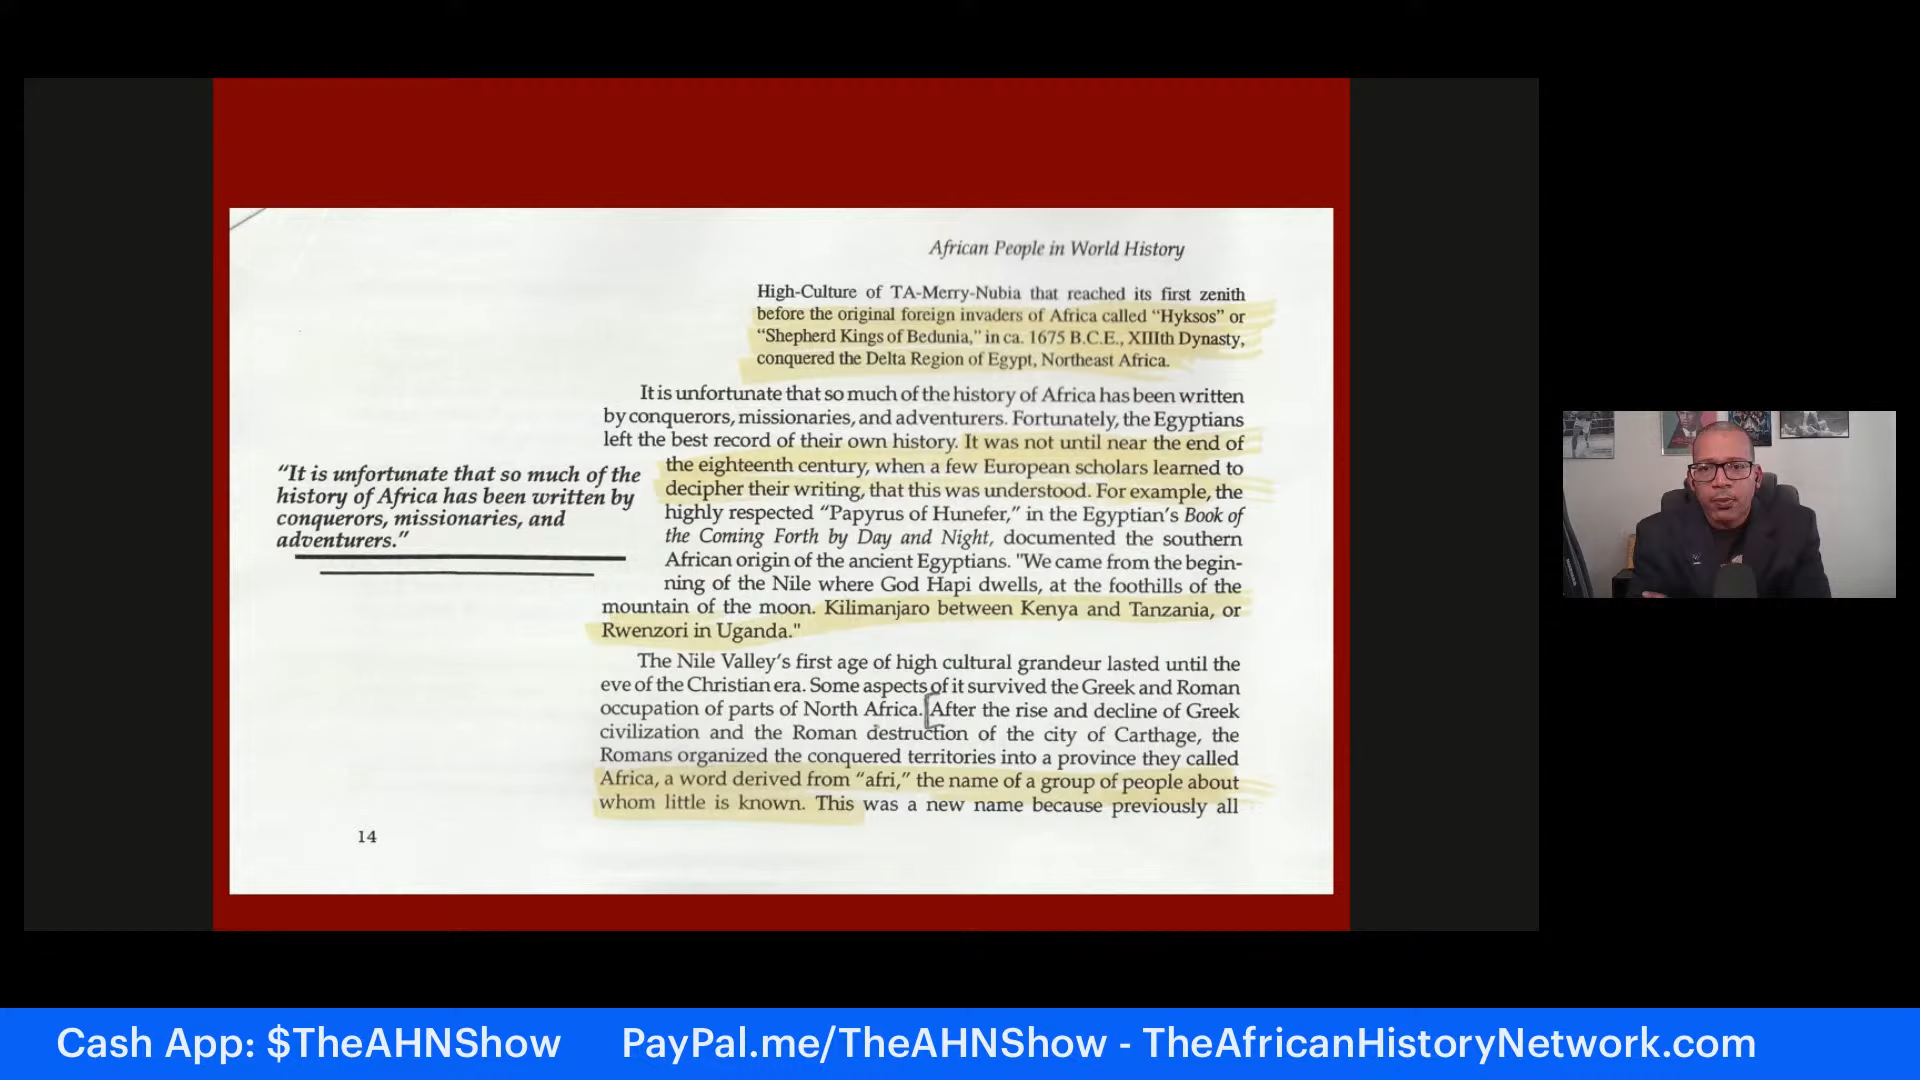 African People in World History
High-Culture of TA-Merry-Nubia that reached its first zenith
before the original foreign invaders of Africa called “Hyksos” or
“Shepherd Kings of Bedunia,” in ca. 1675 B.C.E., XIIIth Dynasty,
conquered the Delta Region of Egypt, Northeast Africa.
It is unfortunate that so much of the history of Africa has been written
by conquerors, missionaries, and adventurers. Fortunately, the Egyptians
left the best record of their own history. It was not until near the end of
the eighteenth century, when a few European scholars learned to
decipher their writing, that this was understood. For example, the
highly respected “Papyrus of Hunefer,” in the Egyptian's Book of
the Coming Forth by Day and Night, documented the southern
African origin of the ancient Egyptians. "We came from the begin-
ning of the Nile where God Hapi dwells, at the foothills of the
mountain of the moon. Kilimanjaro between Kenya and Tanzania, or
Rwenzori in Uganda."
“It is unfortunate that so much of the
history of Africa has been written by
conquerors, missionaries, and
adventurers.”
The Nile Valley's first age of high cultural grandeur lasted until the
eve of the Christian era. Some aspects of it survived the Greek and Roman
occupation of parts of North Africa. After the rise and decline of Greek
civilization and the Roman destruction of the city of Carthage, the
Romans organized the conquered territories into a province they called
Africa, a word derived from “afri,” the name of a group of people about
whom little is known. This was a new name because previously all
14
Cash App: $TheAHNShow PayPal.me/TheAHNShow - TheAfricanHistoryNetwork.com